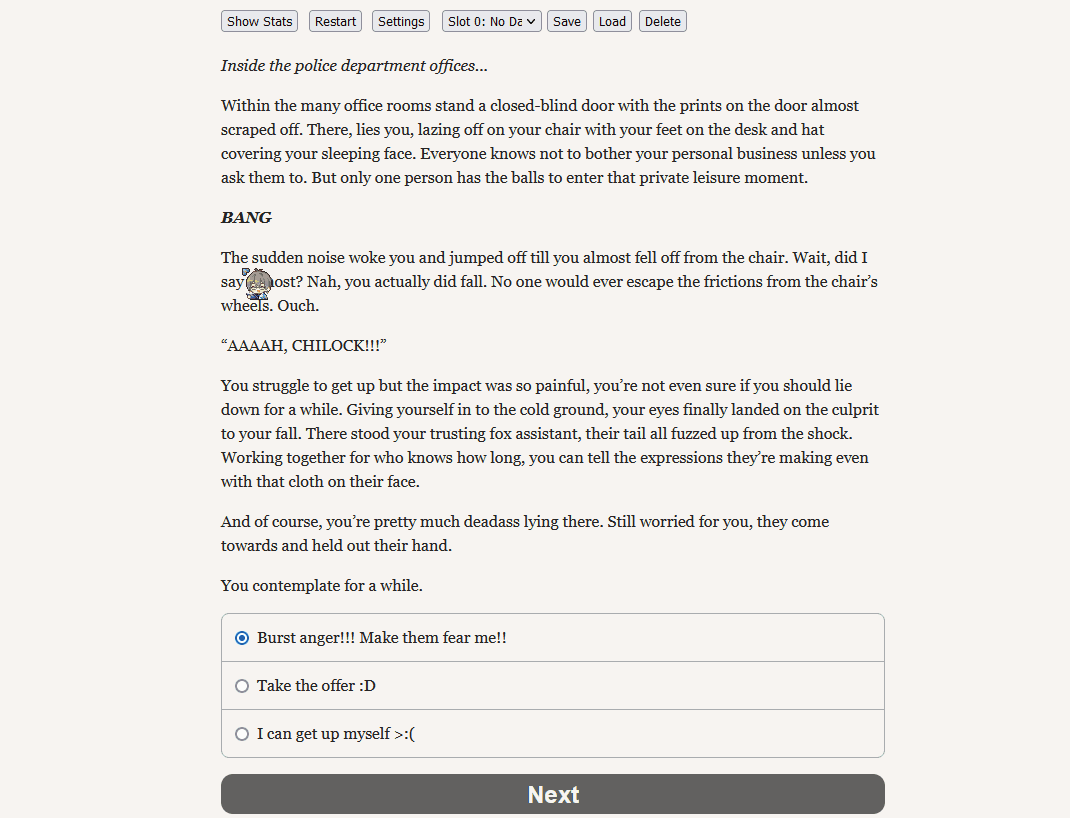 Show Stats Restart Settings Slot 0: No Da Save Load Delete
Inside the police department offices...
Within the many office rooms stand a closed-blind door with the prints on the door almost
scraped off. There, lies you, lazing off on your chair with your feet on the desk and hat
covering your sleeping face. Everyone knows not to bother your personal business unless you
ask them to. But only one person has the balls to enter that private leisure moment.
BANG
The sudden noise woke you and jumped off till you almost fell off from the chair. Wait, did I
say ost? Nah, you actually did fall. No one would ever escape the frictions from the chair’s
wheels. Ouch.
“AAAAH, CHILOCK!!!”
You struggle to get up but the impact was so painful, you’re not even sure if you should lie
down for a while. Giving yourself in to the cold ground, your eyes finally landed on the culprit
to your fall. There stood your trusting fox assistant, their tail all fuzzed up from the shock.
Working together for who knows how long, you can tell the expressions they’re making even
with that cloth on their face.
And of course, you’re pretty much deadass lying there. Still worried for you, they come
towards and held out their hand.
You contemplate for a while.
Burst anger!!! Make them fear me!!
Take the offer :D
I can get up myself >:(
Next